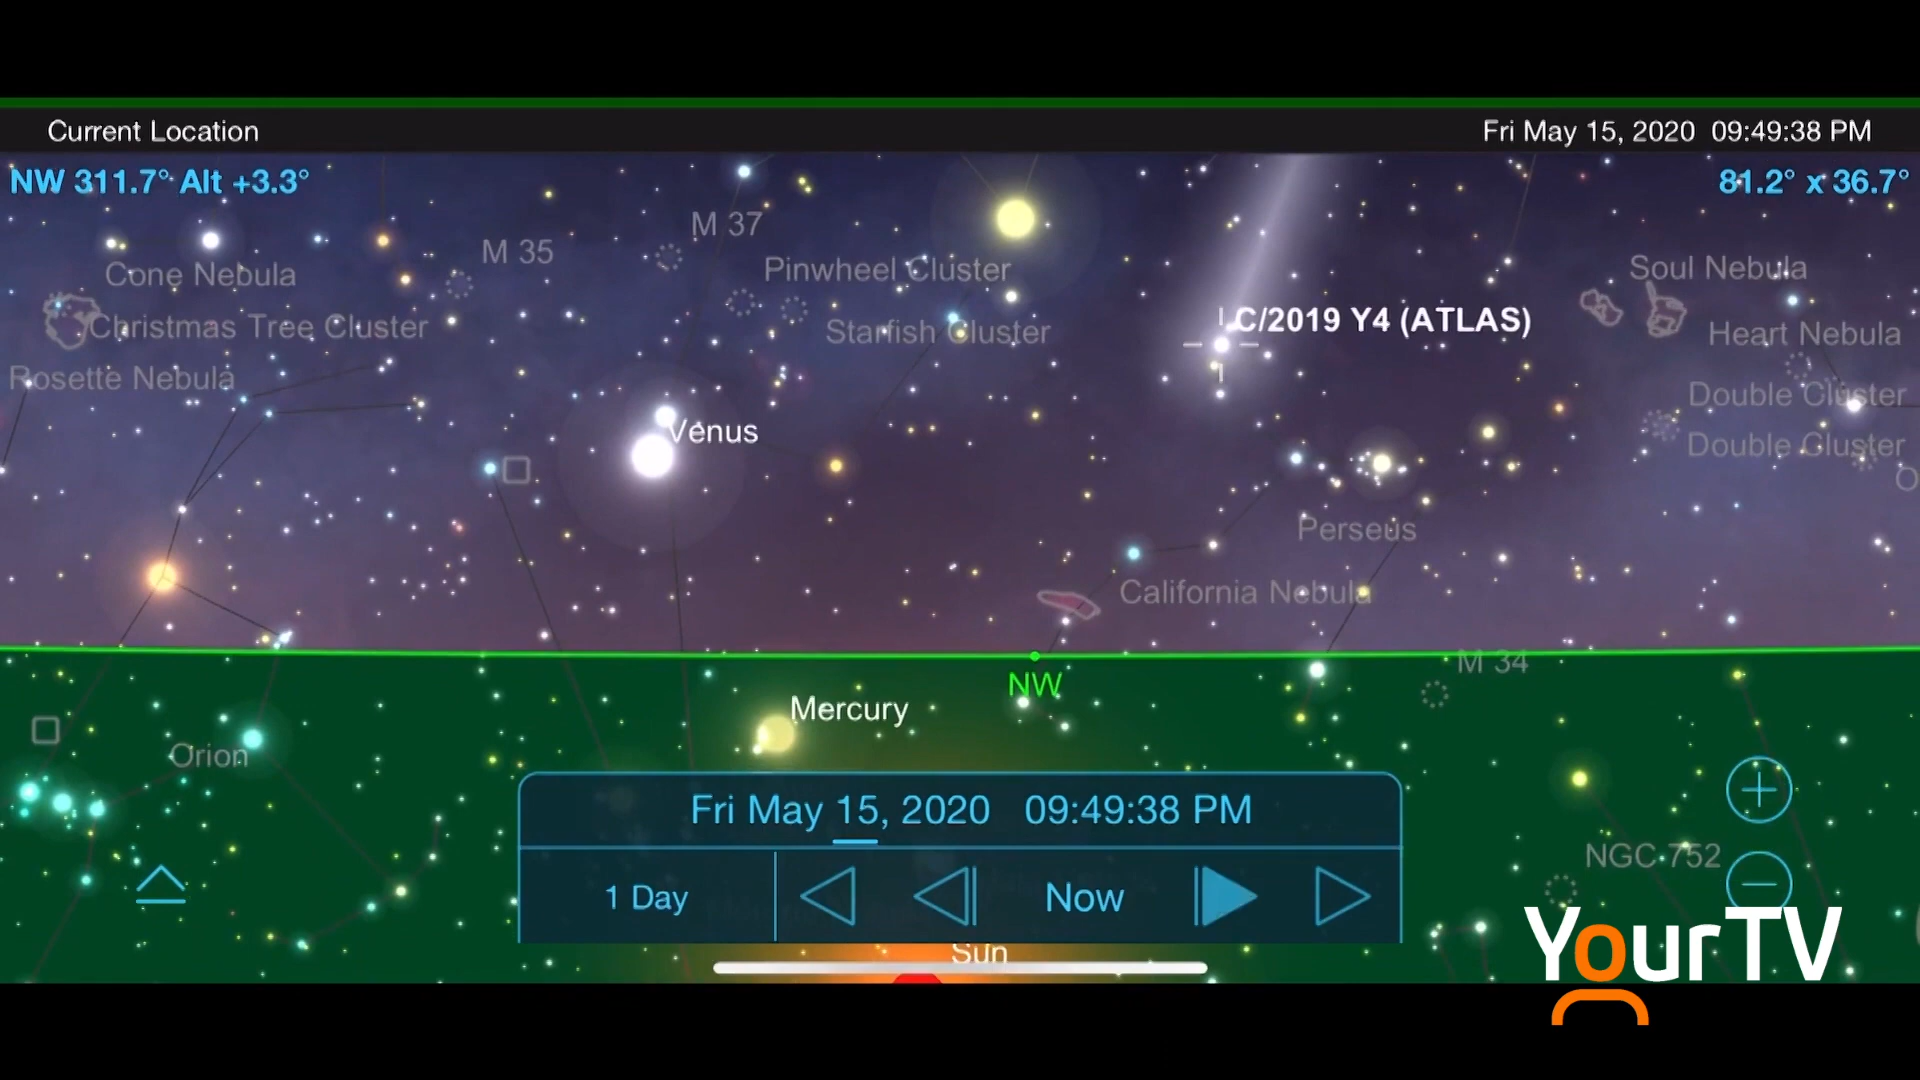 Current Location
Fri May 15, 2020 09:49:38 PM
NW 311.7° Alt +3.3°
81.2° x 36.7°
M 37
M 35
Cone Nebula
Pinwheel Cluster
Soul Nebula
Christmas Tree Cluster
Starfish Cluster
C/2019 Y4 (ATLAS)
Heart Nebula
Rosette Nebula
Double Cluster
Venus
Double Cluster
O
Perseus
California Nebula
M 34
NW
Mercury
Orion
Fri May 15, 2020 09:49:38 PM
NGC 752
1 Day
Now
Sun
YourTV